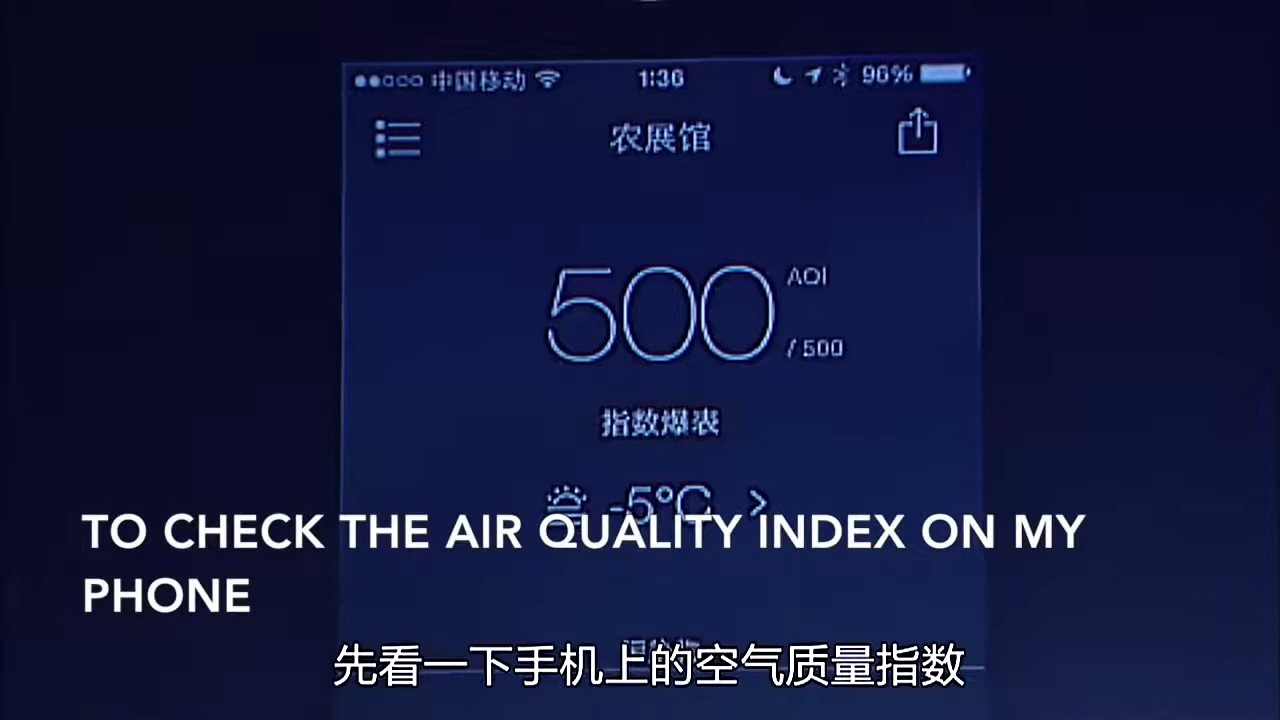 中国移动 1:36 96%
农展馆
500 AQI
/ 500
指数爆表
-5°C >
TO CHECK THE AIR QUALITY INDEX ON MY
PHONE
先看一下手机上的空气质量指数